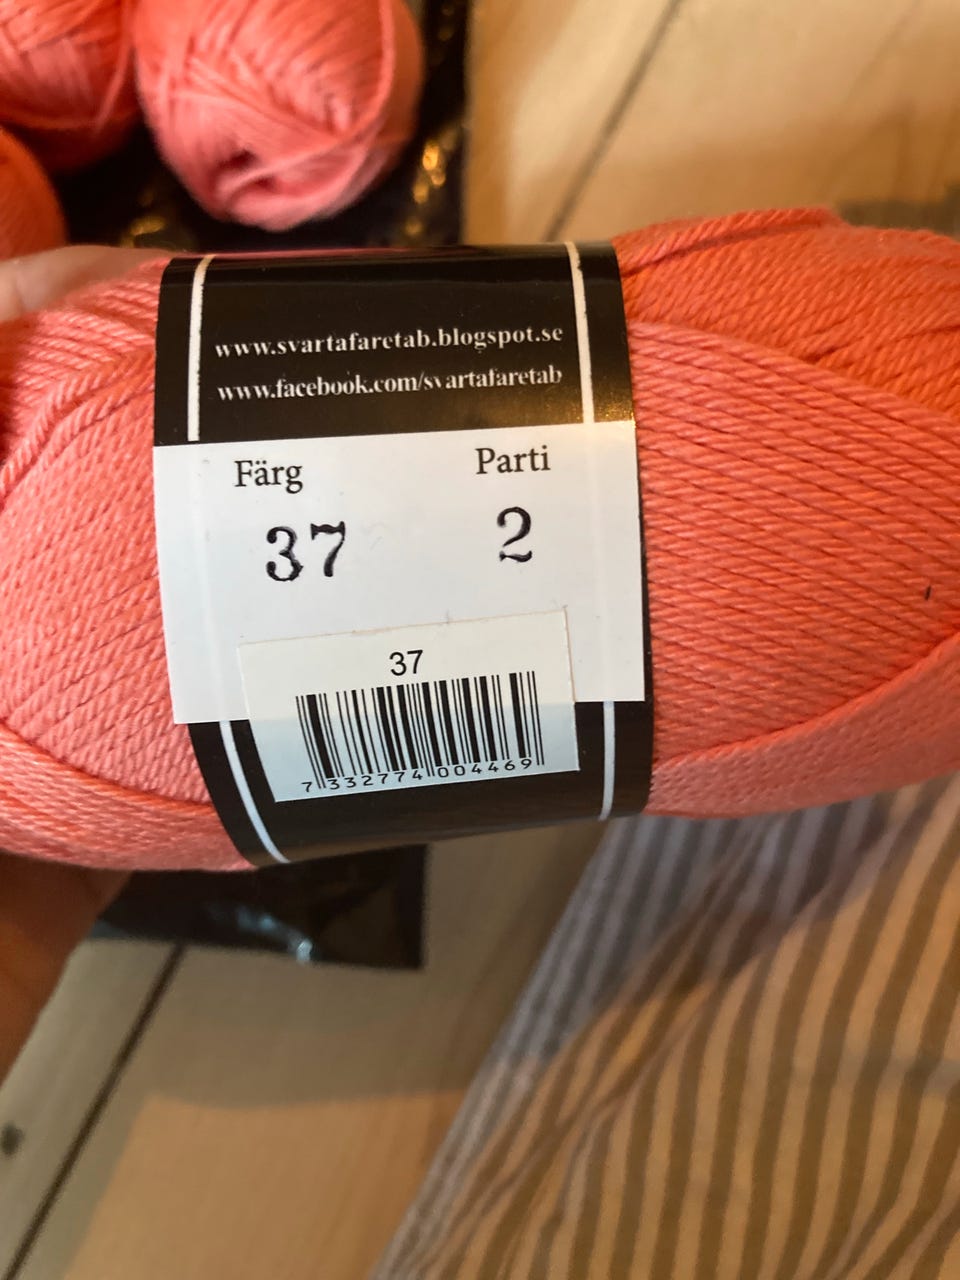 www.svartafaretab.blogspot.se
www.facebook.com/svartafaretab
Färg Parti
37 2
37
7 332774 004469